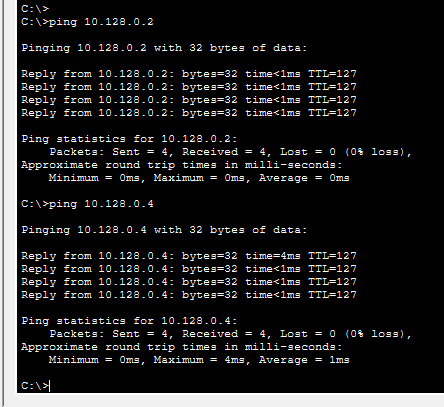 C:\>
C:\>ping 10.128.0.2
Pinging 10.128.0.2 with 32 bytes of data:
Reply from 10.128.0.2: bytes=32 time<1ms TTL=127
Reply from 10.128.0.2: bytes=32 time<1ms TTL=127
Reply from 10.128.0.2: bytes=32 time<1ms TTL=127
Reply from 10.128.0.2: bytes=32 time<1ms TTL=127
Ping statistics for 10.128.0.2:
    Packets: Sent = 4, Received = 4, Lost = 0 (0% loss),
Approximate round trip times in milli-seconds:
    Minimum = 0ms, Maximum = 0ms, Average = 0ms
C:\>ping 10.128.0.4
Pinging 10.128.0.4 with 32 bytes of data:
Reply from 10.128.0.4: bytes=32 time=4ms TTL=127
Reply from 10.128.0.4: bytes=32 time<1ms TTL=127
Reply from 10.128.0.4: bytes=32 time<1ms TTL=127
Reply from 10.128.0.4: bytes=32 time<1ms TTL=127
Ping statistics for 10.128.0.4:
    Packets: Sent = 4, Received = 4, Lost = 0 (0% loss),
Approximate round trip times in milli-seconds:
    Minimum = 0ms, Maximum = 4ms, Average = 1ms
C:\>